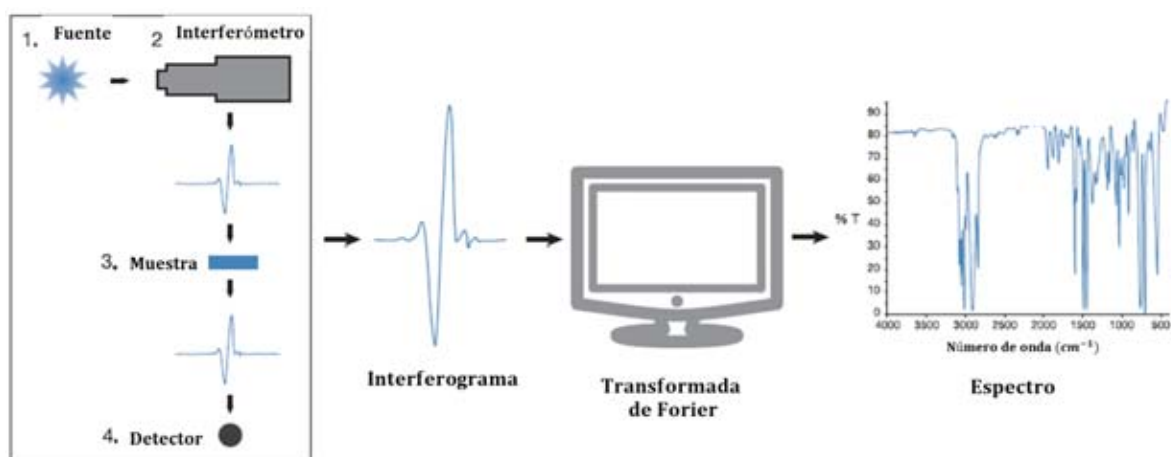 1. Fuente
2 Interferómetro
3. Muestra
4. Detector
Interferograma
Transformada
de Forier
% T
90
80
70
60
50
40
30
20
10
0
4000 3500 3000 2500 2000 1500 1000 500
Número de onda (cm⁻¹)
Espectro